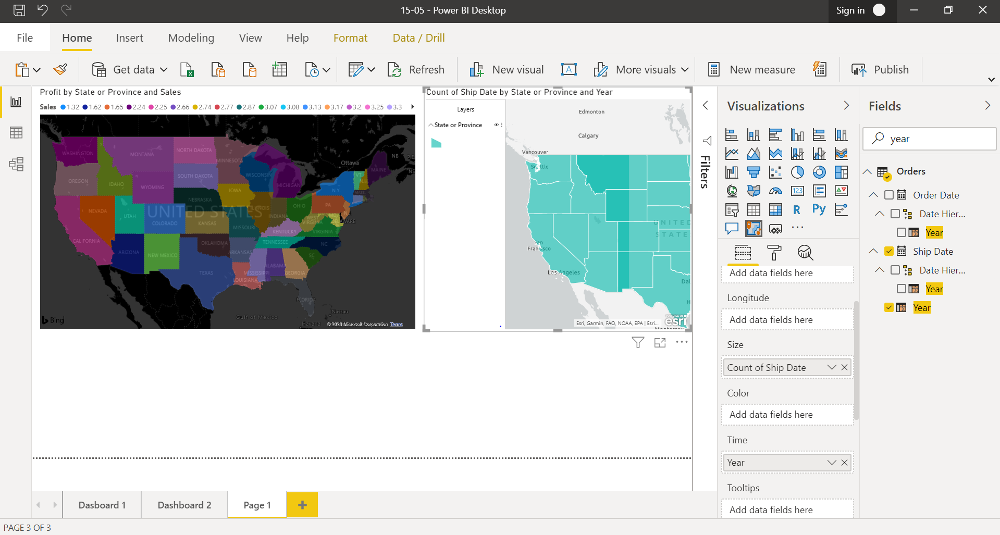 15-05 - Power BI Desktop
Sign in
File
Home
Insert
Modeling
View
Help
Format
Data / Drill
Get data
Refresh
New visual
More visuals
New measure
Publish
Profit by State or Province and Sales
Sales 1.32 1.62 1.65 2.24 2.25 2.66 2.74 2.77 2.87 3.07 3.08 3.13 3.17 3.2 3.25 3.3
WASHINGTON
MONTANA
NORTH DAKOTA
MINNESOTA
Ottawa
NB
P E
NS
OREGON
IDAHO
WYOMING
SOUTH DAKOTA
WISCONSIN
MICHIGAN
VT.
N.H
MAINE
MASS.
N.Y.
NEBRASKA
IOWA
NEVADA
UTAH
UNITED STATES
COLORADO
KANSAS
ILLINOIS
INDIANA
OHIO
PA
N.J.
MD
DELAWARE
WEST VIRGINIA
VIRGINIA
MISSOURI
KENTUCKY
CALIFORNIA
ARIZONA
NEW MEXICO
OKLAHOMA
ARKANSAS
TENNESSEE
NC
SC
TEXAS
MISSISSIPPI
ALABAMA
GEORGIA
LOUISIANA
FLORIDA
Gulf of Mexico
Nassau
Havana
Bing
© 2020 Microsoft Corporation Terms
Count of Ship Date by State or Province and Year
Layers
State or Province
Edmonton
Calgary
Vancouver
Seattle
UNITED
STATES
San
Francisco
Los Angeles
Dal
H
Esri, Garmin, FAO, NOAA, EPA | Esri...
POWERED BY
esri
Monterrey
Filters
Visualizations
123
R
Py
Add data fields here
Longitude
Add data fields here
Size
Count of Ship Date
Color
Add data fields here
Time
Year
Tooltips
Add data fields here
Fields
year
Orders
Order Date
Date Hier...
Year
Ship Date
Date Hier...
Year
Year
Dasboard 1
Dashboard 2
Page 1
PAGE 3 OF 3